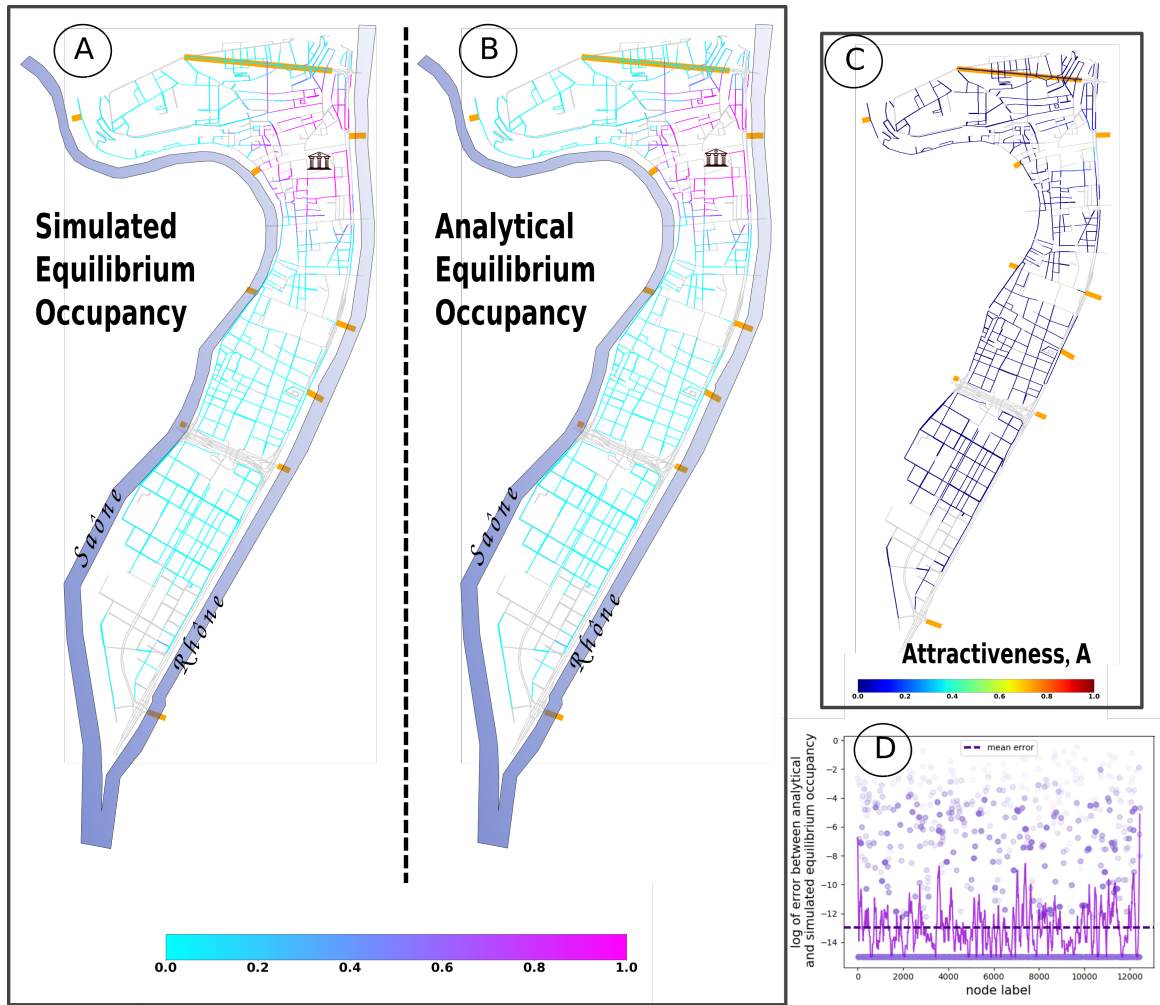 A
Simulated
Equilibrium
Occupancy
Saône
Rhône
B
Analytical
Equilibrium
Occupancy
Saône
Rhône
0.0 0.2 0.4 0.6 0.8 1.0
C
Attractiveness, A
0.0 0.2 0.4 0.6 0.8 1.0
D
mean error
log of error between analytical
and simulated equilibrium occupancy
0
−2
−4
−6
−8
−10
−12
−14
0 2000 4000 6000 8000 10000 12000
node label